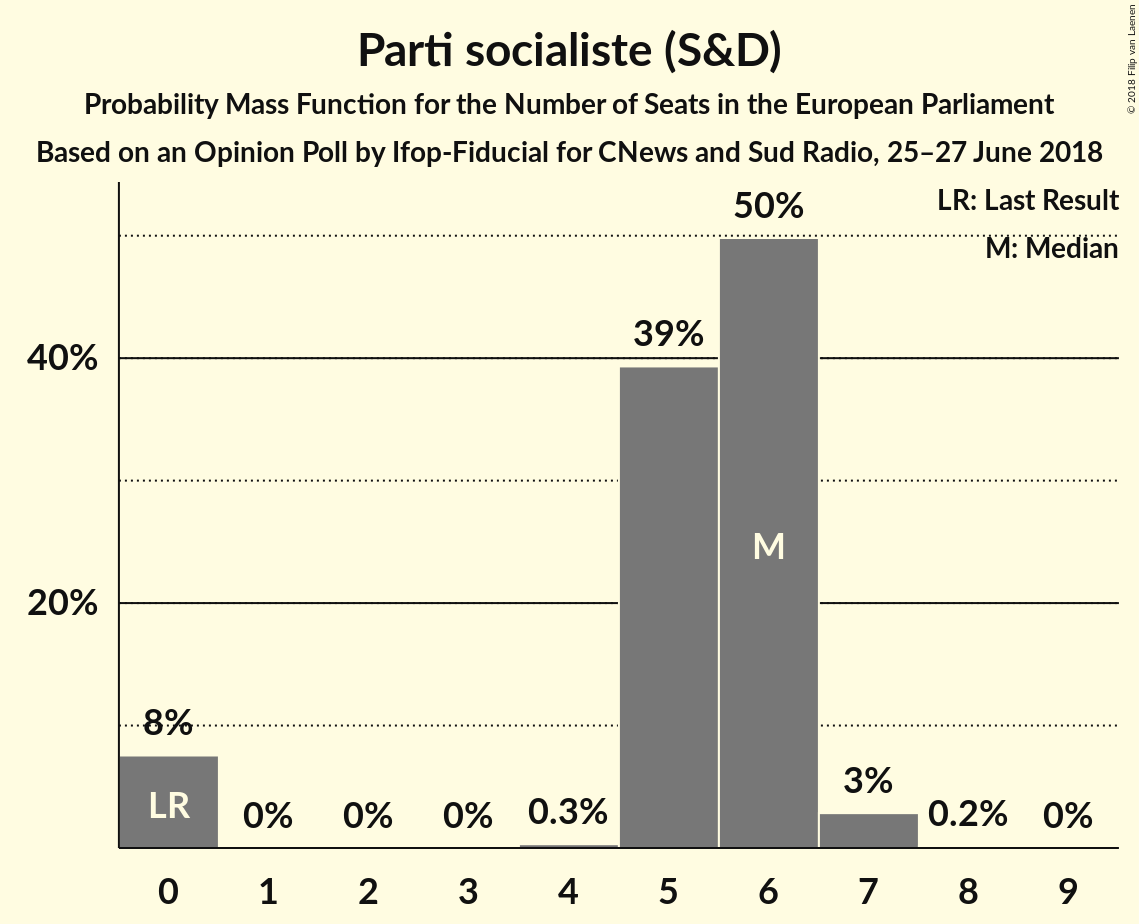 Parti socialiste (S&D)
Probability Mass Function for the Number of Seats in the European Parliament
Based on an Opinion Poll by Ifop-Fiducial for CNews and Sud Radio, 25–27 June 2018
© 2018 Filip van Laenen
LR: Last Result
M: Median
50%
39%
40%
M
20%
8%
LR
0%
0%
0%
0.3%
3%
0.2%
0%
0 1 2 3 4 5 6 7 8 9